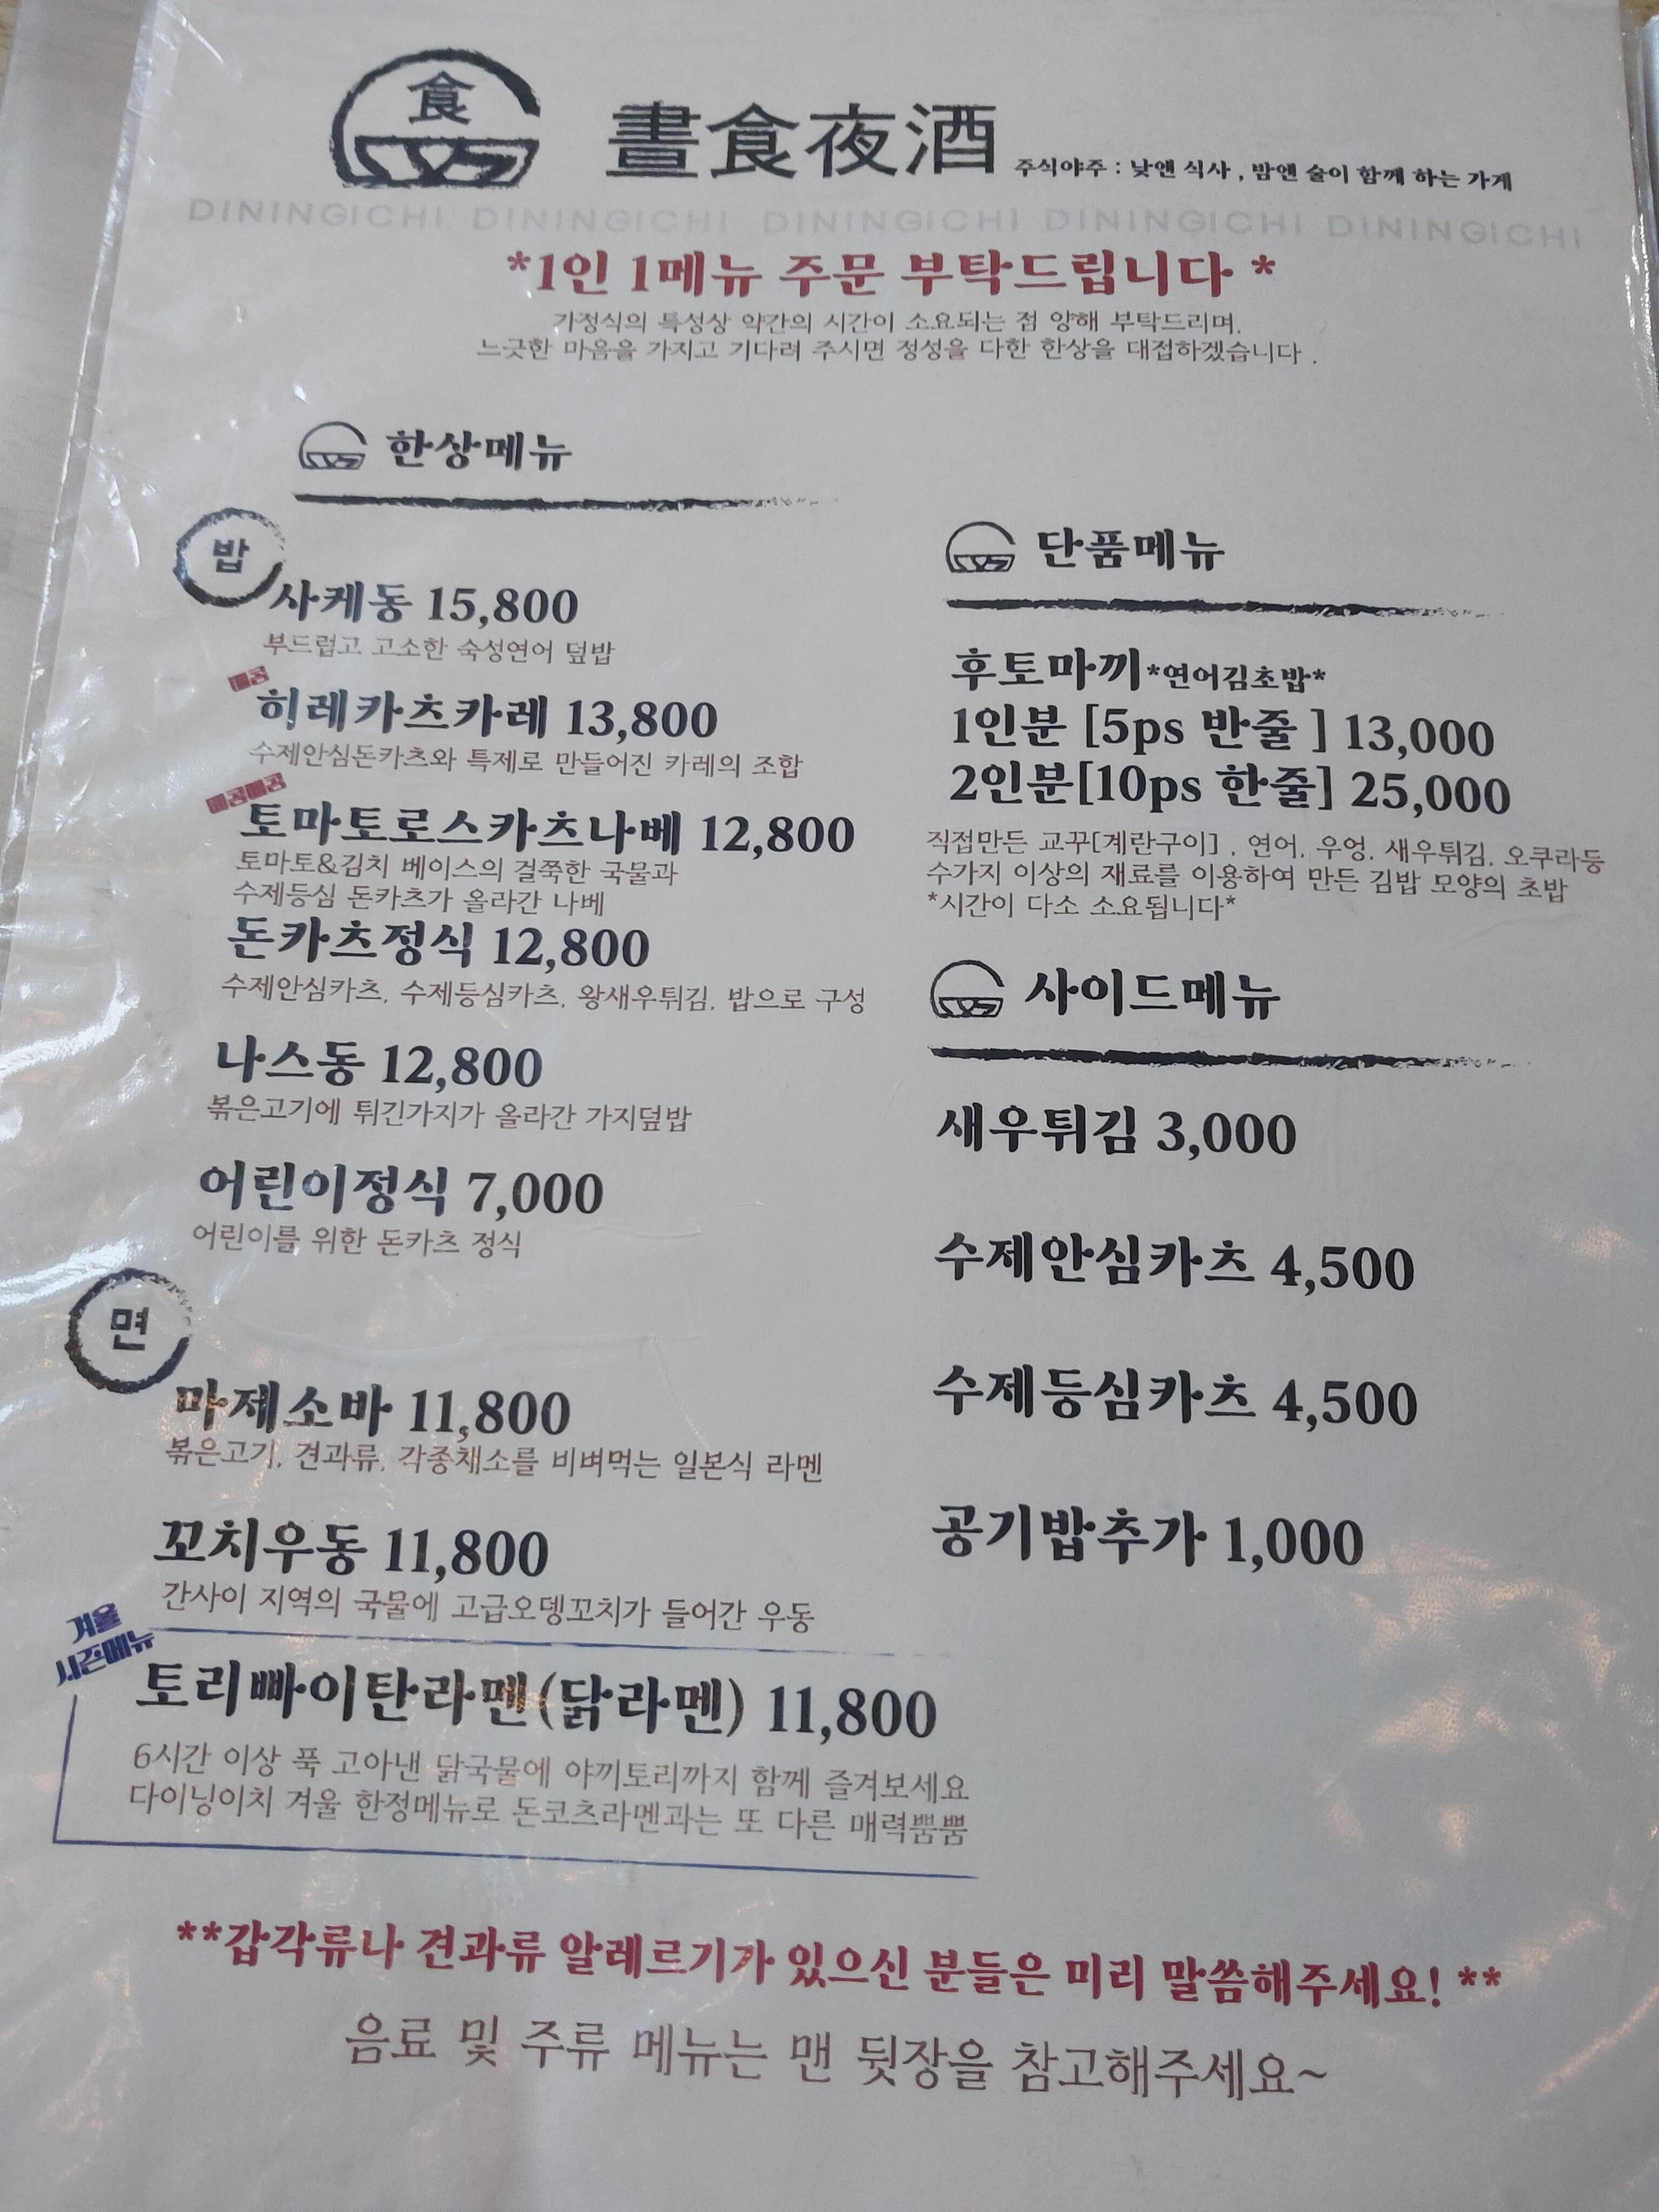 食
晝食夜酒 주식야주 : 낮엔 식사 , 밤엔 술이 함께 하는 가게
DININGICHI DININGICHI DININGICHI DININGICHI DINING ICHI
*1인 1메뉴 주문 부탁드립니다 *
가정식의 특성상 약간의 시간이 소요되는 점 양해 부탁드리며,
느긋한 마음을 가지고 기다려 주시면 정성을 다한 한상을 대접하겠습니다 .
한상메뉴
밥
사케동 15,800
부드럽고 고소한 숙성연어 덮밥
매콤
히레카츠카레 13,800
수제안심돈카츠와 특제로 만들어진 카레의 조합
매콤매콤
토마토로스카츠나베 12,800
토마토&김치 베이스의 걸쭉한 국물과
수제등심 돈카츠가 올라간 나베
돈카츠정식 12,800
수제안심카츠, 수제등심카츠, 왕새우튀김, 밥으로 구성
나스동 12,800
볶은고기에 튀긴가지가 올라간 가지덮밥
어린이정식 7,000
어린이를 위한 돈카츠 정식
면
마제소바 11,800
볶은고기, 견과류, 각종채소를 비벼먹는 일본식 라멘
꼬치우동 11,800
간사이 지역의 국물에 고급오뎅꼬치가 들어간 우동
겨울
시즌메뉴
토리빠이탄라멘(닭라멘) 11,800
6시간 이상 푹 고아낸 닭국물에 야끼토리까지 함께 즐겨보세요
다이닝이치 겨울 한정메뉴로 돈코츠라멘과는 또 다른 매력뿜뿜
단품메뉴
후토마끼*연어김초밥*
1인분 [5ps 반줄 ] 13,000
2인분[10ps 한줄] 25,000
직접만든 교꾸[계란구이] , 연어, 우엉, 새우튀김, 오쿠라등
수가지 이상의 재료를 이용하여 만든 김밥 모양의 초밥
*시간이 다소 소요됩니다*
사이드메뉴
새우튀김 3,000
수제안심카츠 4,500
수제등심카츠 4,500
공기밥추가 1,000
**갑각류나 견과류 알레르기가 있으신 분들은 미리 말씀해주세요! **
음료 및 주류 메뉴는 맨 뒷장을 참고해주세요~